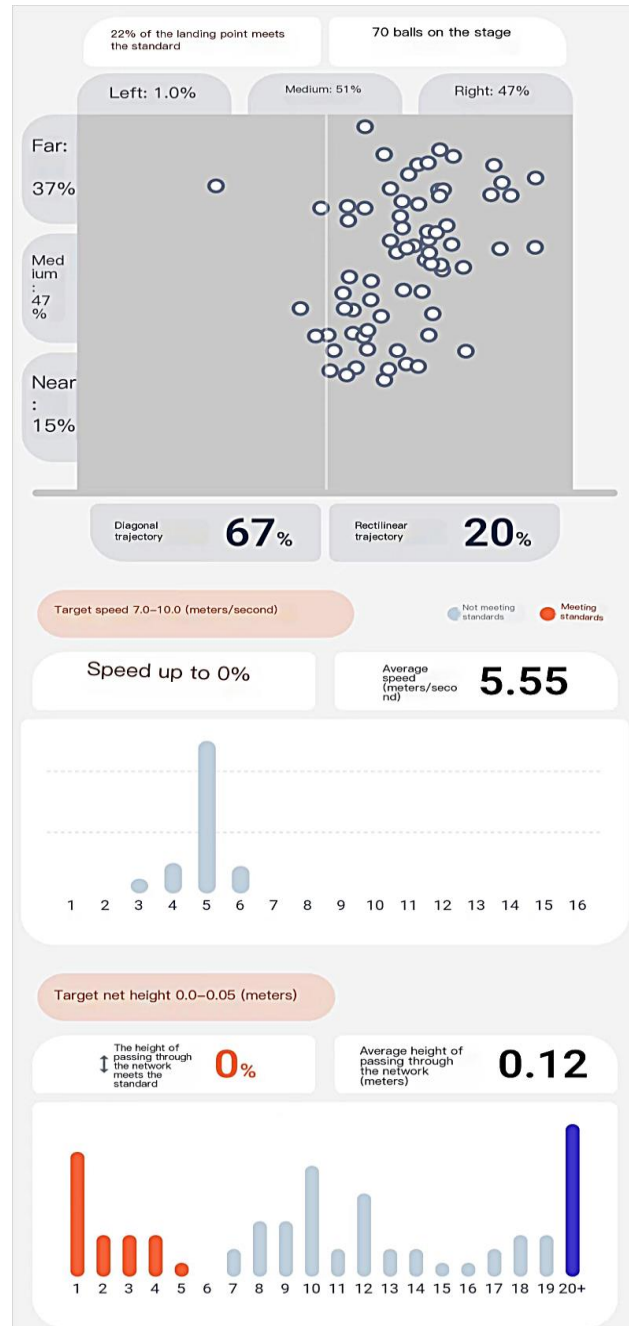 22% of the landing point meets
the standard
70 balls on the stage
Left: 1.0%
Medium: 51%
Right: 47%
Far:
37%
Med
ium
:
47
%
Near
:
15%
Diagonal
trajectory
67%
Rectilinear
trajectory
20%
Target speed 7.0–10.0 (meters/second)
Not meeting
standards
Meeting
standards
Speed up to 0%
Average
speed
(meters/seco
nd)
5.55
1 2 3 4 5 6 7 8 9 10 11 12 13 14 15 16
Target net height 0.0–0.05 (meters)
The height of
passing through
the network
meets the
standard
0%
Average height of
passing through
the network
(meters)
0.12
1 2 3 4 5 6 7 8 9 10 11 12 13 14 15 16 17 18 19 20+